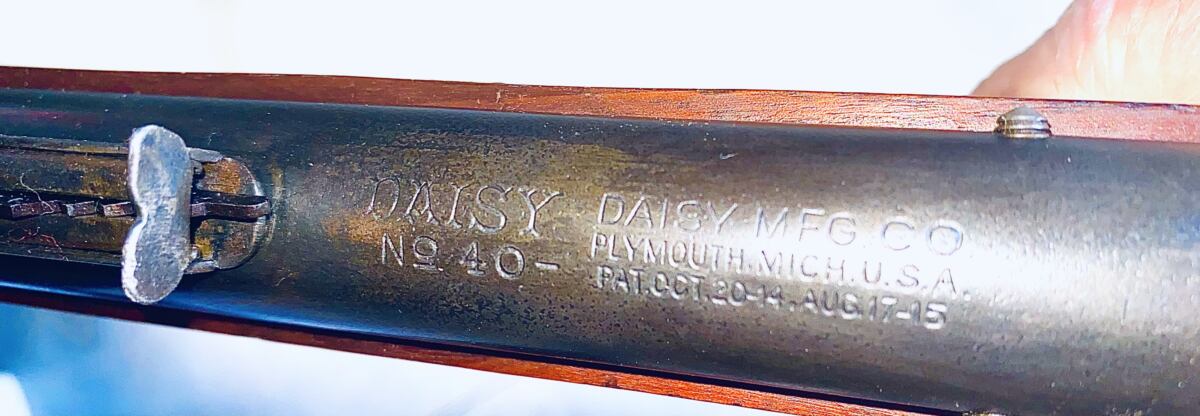 DAISY
No 40-
DAISY MFG. CO.
PLYMOUTH, MICH. U.S.A.
PAT. OCT. 20-14. AUG. 17-15